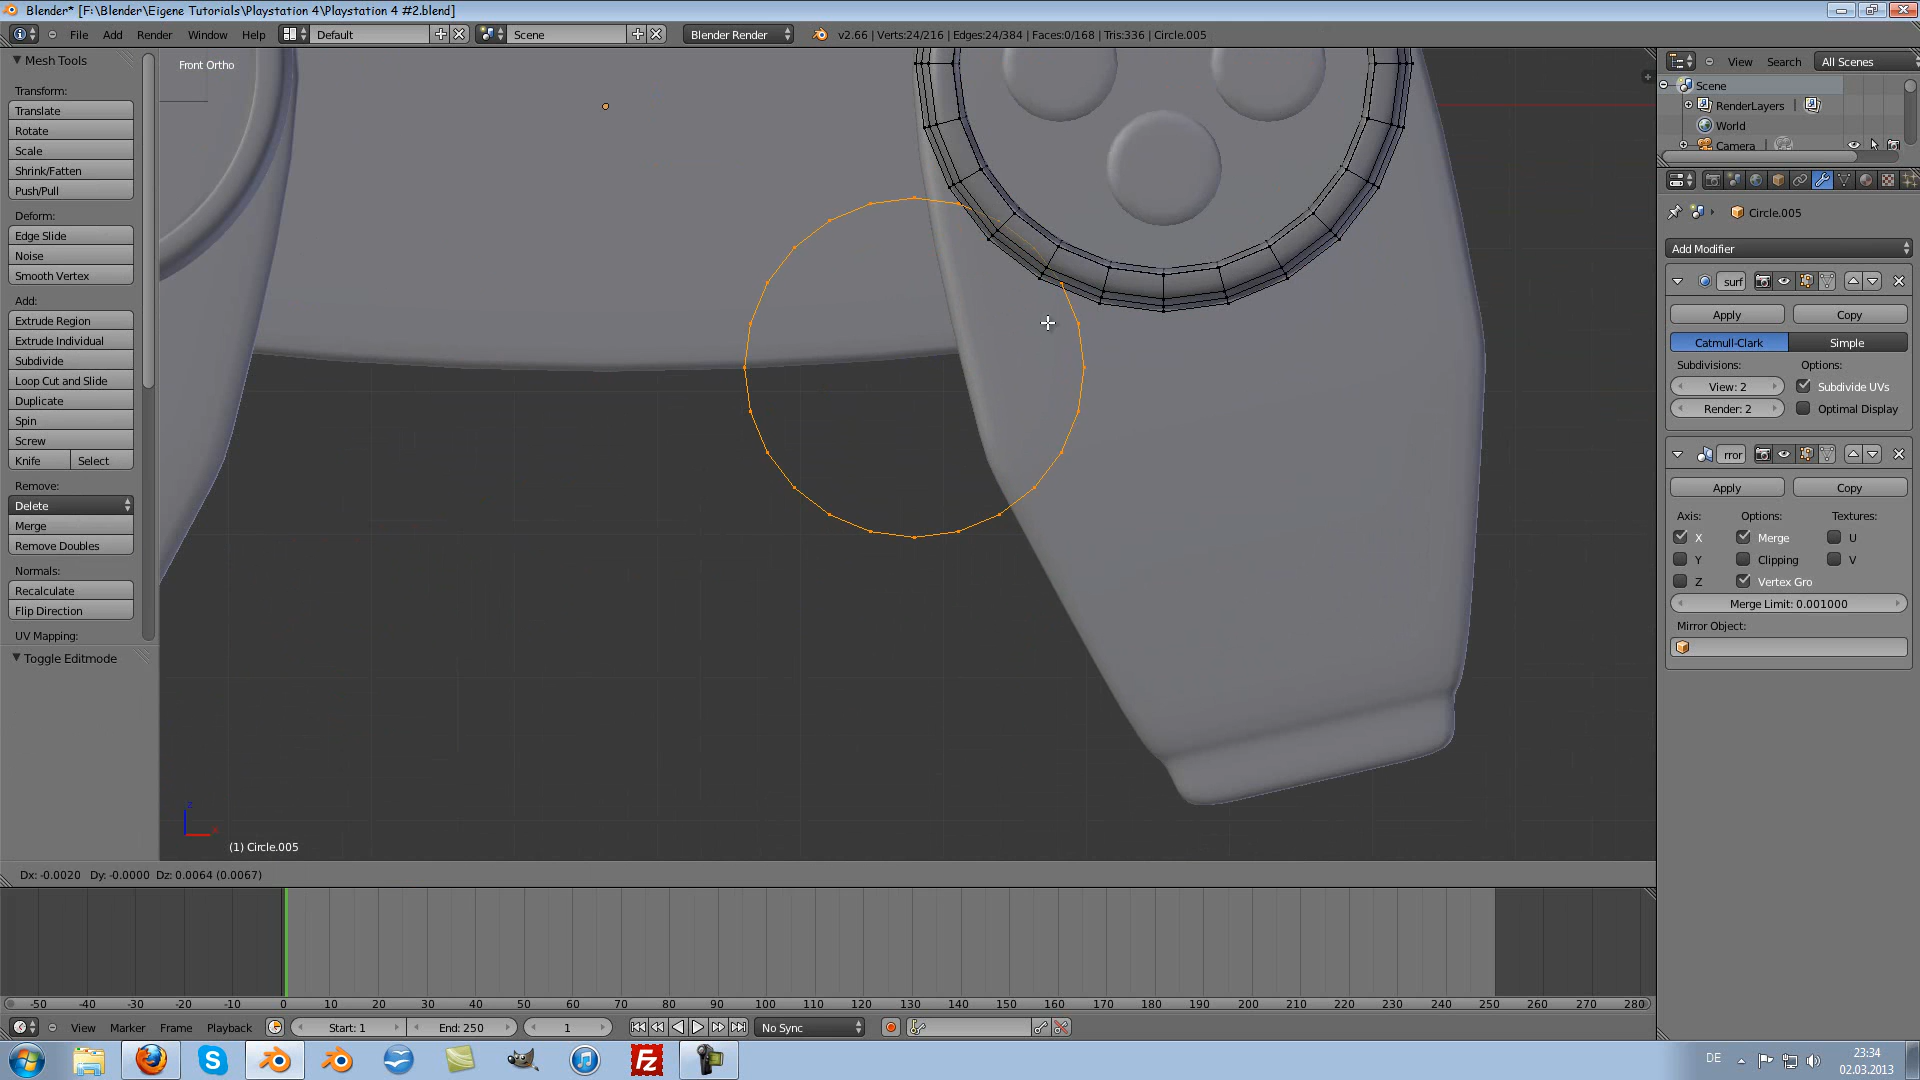 Blender* [F:\Blender\Eigene Tutorials\Playstation 4\Playstation 4 #2.blend]
File Add Render Window Help Default Scene Blender Render v2.66 | Verts:24/216 | Edges:24/384 | Faces:0/168 | Tris:336 | Circle.005
Mesh Tools
Transform:
Translate
Rotate
Scale
Shrink/Fatten
Push/Pull
Deform:
Edge Slide
Noise
Smooth Vertex
Add:
Extrude Region
Extrude Individual
Subdivide
Loop Cut and Slide
Duplicate
Spin
Screw
Knife Select
Remove:
Delete
Merge
Remove Doubles
Normals:
Recalculate
Flip Direction
UV Mapping:
Toggle Editmode
Front Ortho
z
x
(1) Circle.005
Dx: -0.0020 Dy: -0.0000 Dz: 0.0064 (0.0067)
View Search All Scenes
Scene
RenderLayers |
World
Camera |
Circle.005
Add Modifier
surf
Apply Copy
Catmull-Clark Simple
Subdivisions: Options:
View: 2 Subdivide UVs
Render: 2 Optimal Display
rror
Apply Copy
Axis: Options: Textures:
X Merge U
Y Clipping V
Z Vertex Gro
Merge Limit: 0.001000
Mirror Object:
-50 -40 -30 -20 -10 0 10 20 30 40 50 60 70 80 90 100 110 120 130 140 150 160 170 180 190 200 210 220 230 240 250 260 270 280
View Marker Frame Playback Start: 1 End: 250 1 No Sync
Fz
DE
23:34
02.03.2013